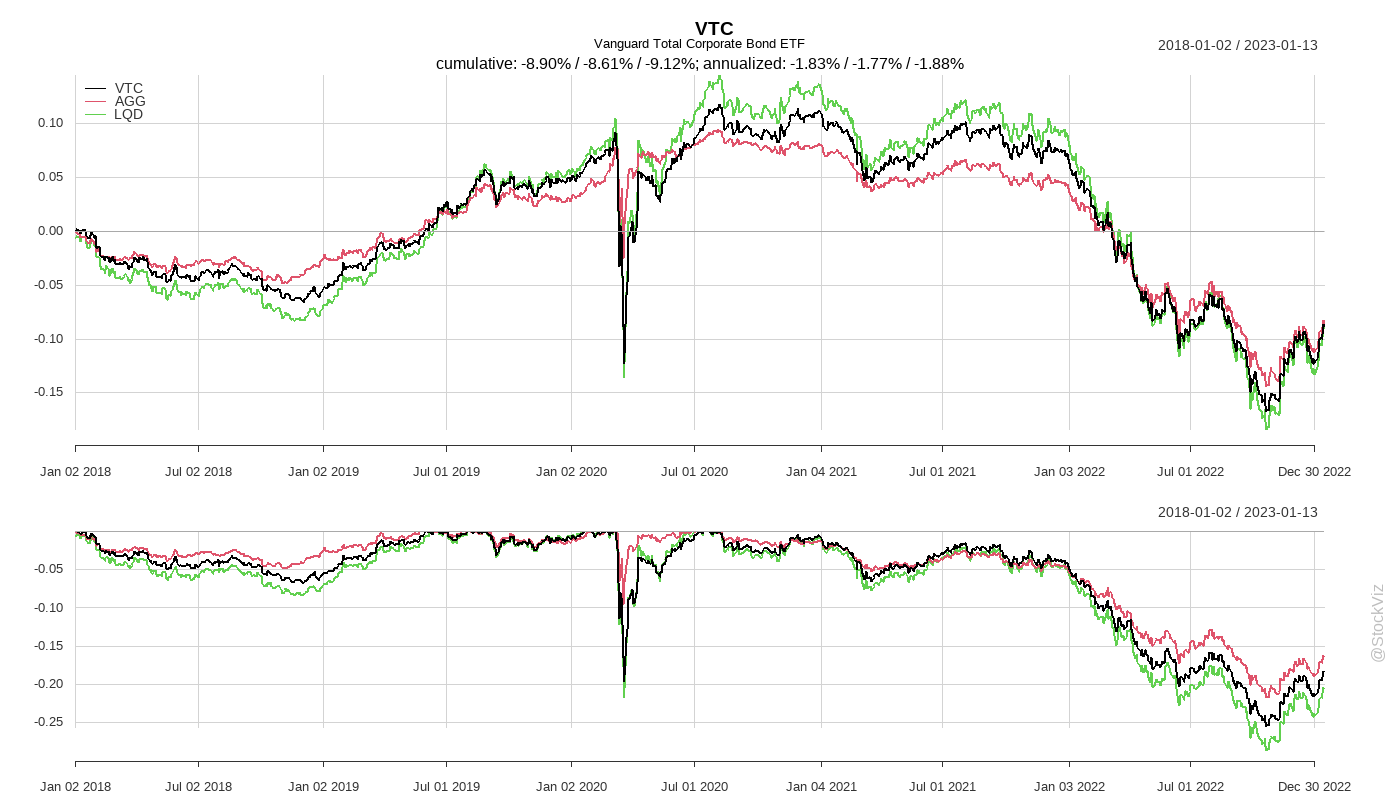 VTC
Vanguard Total Corporate Bond ETF
2018-01-02 / 2023-01-13
cumulative: -8.90% / -8.61% / -9.12%; annualized: -1.83% / -1.77% / -1.88%
VTC
AGG
LQD
0.10
0.05
0.00
-0.05
-0.10
-0.15
Jan 02 2018 Jul 02 2018 Jan 02 2019 Jul 01 2019 Jan 02 2020 Jul 01 2020 Jan 04 2021 Jul 01 2021 Jan 03 2022 Jul 01 2022 Dec 30 2022
2018-01-02 / 2023-01-13
-0.05
-0.10
-0.15
-0.20
-0.25
Jan 02 2018 Jul 02 2018 Jan 02 2019 Jul 01 2019 Jan 02 2020 Jul 01 2020 Jan 04 2021 Jul 01 2021 Jan 03 2022 Jul 01 2022 Dec 30 2022
@StockViz